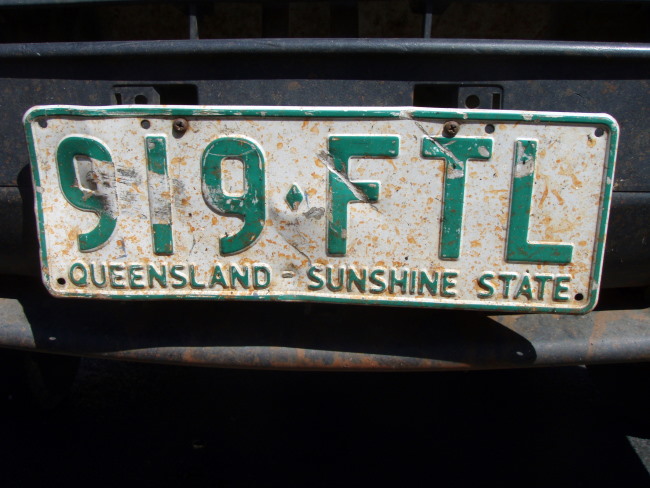 919·FTL
QUEENSLAND - SUNSHINE STATE